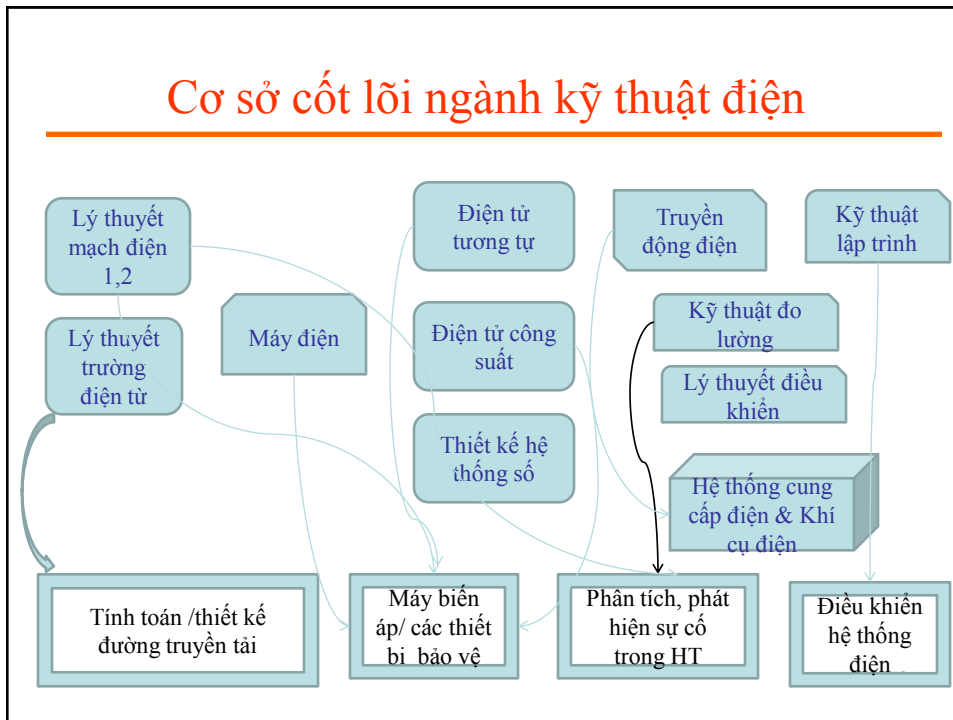 Cơ sở cốt lõi ngành kỹ thuật điện
Lý thuyết
mạch điện
1,2
Điện tử
tương tự
Truyền
động điện
Kỹ thuật
lập trình
Lý thuyết
trường
điện từ
Máy điện
Điện tử công
suất
Kỹ thuật đo
lường
Lý thuyết điều
khiển
Thiết kế hệ
thống số
Hệ thống cung
cấp điện & Khí
cụ điện
Tính toán /thiết kế
đường truyền tải
Máy biến
áp/ các thiết
bị bảo vệ
Phân tích, phát
hiện sự cố
trong HT
Điều khiển
hệ thống
điện .